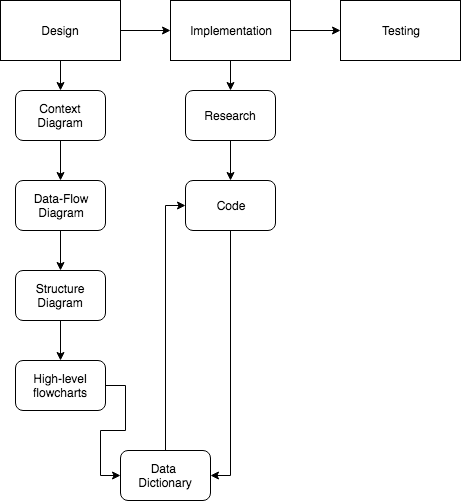 Design
Implementation
Testing
Context
Diagram
Research
Data-Flow
Diagram
Code
Structure
Diagram
High-level
flowcharts
Data
Dictionary